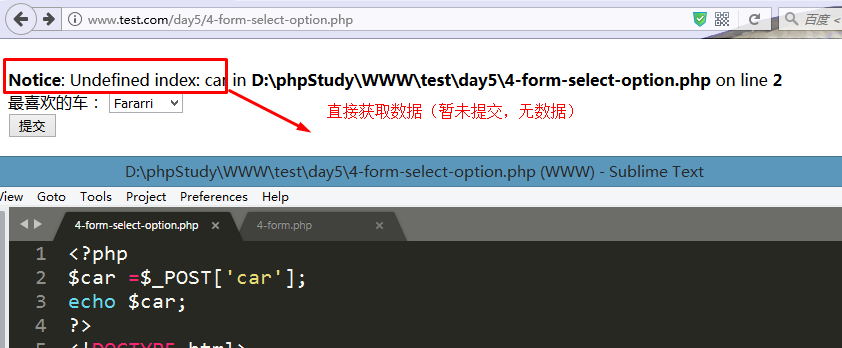 www.test.com/day5/4-form-select-option.php
百度 <
Notice: Undefined index: car in D:\phpStudy\WWW\test\day5\4-form-select-option.php on line 2
最喜欢的车： Fararri
直接获取数据（暂未提交，无数据）
提交
D:\phpStudy\WWW\test\day5\4-form-select-option.php (WWW) - Sublime Text
View Goto Tools Project Preferences Help
4-form-select-option.php × 4-form.php ×
1 <?php
2 $car =$_POST['car'];
3 echo $car;
4 ?>
5 <!DOCTYPE html>